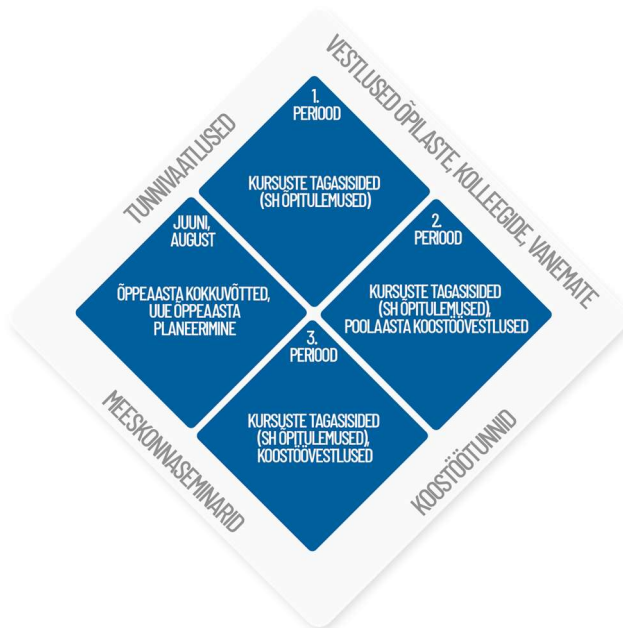 VESTLUSED ÕPILASTE, KOLLEEGIDE, VANEMATE
TUNNIVAATLUSED
1.
PERIOOD
KURSUSTE TAGASISIDED
(SH ÕPITULEMUSED)
JUUNI,
AUGUST
ÕPPEAASTA KOKKUVÕTTED,
UUE ÕPPEAASTA
PLANEERIMINE
2.
PERIOOD
KURSUSTE TAGASISIDED
(SH ÕPITULEMUSED),
POOLAASTA KOOSTÖÖVESTLUSED
3.
PERIOOD
KURSUSTE TAGASISIDED
(SH ÕPITULEMUSED),
KOOSTÖÖVESTLUSED
MEESKONNASEMINARID
KOOSTÖÖTUNNID